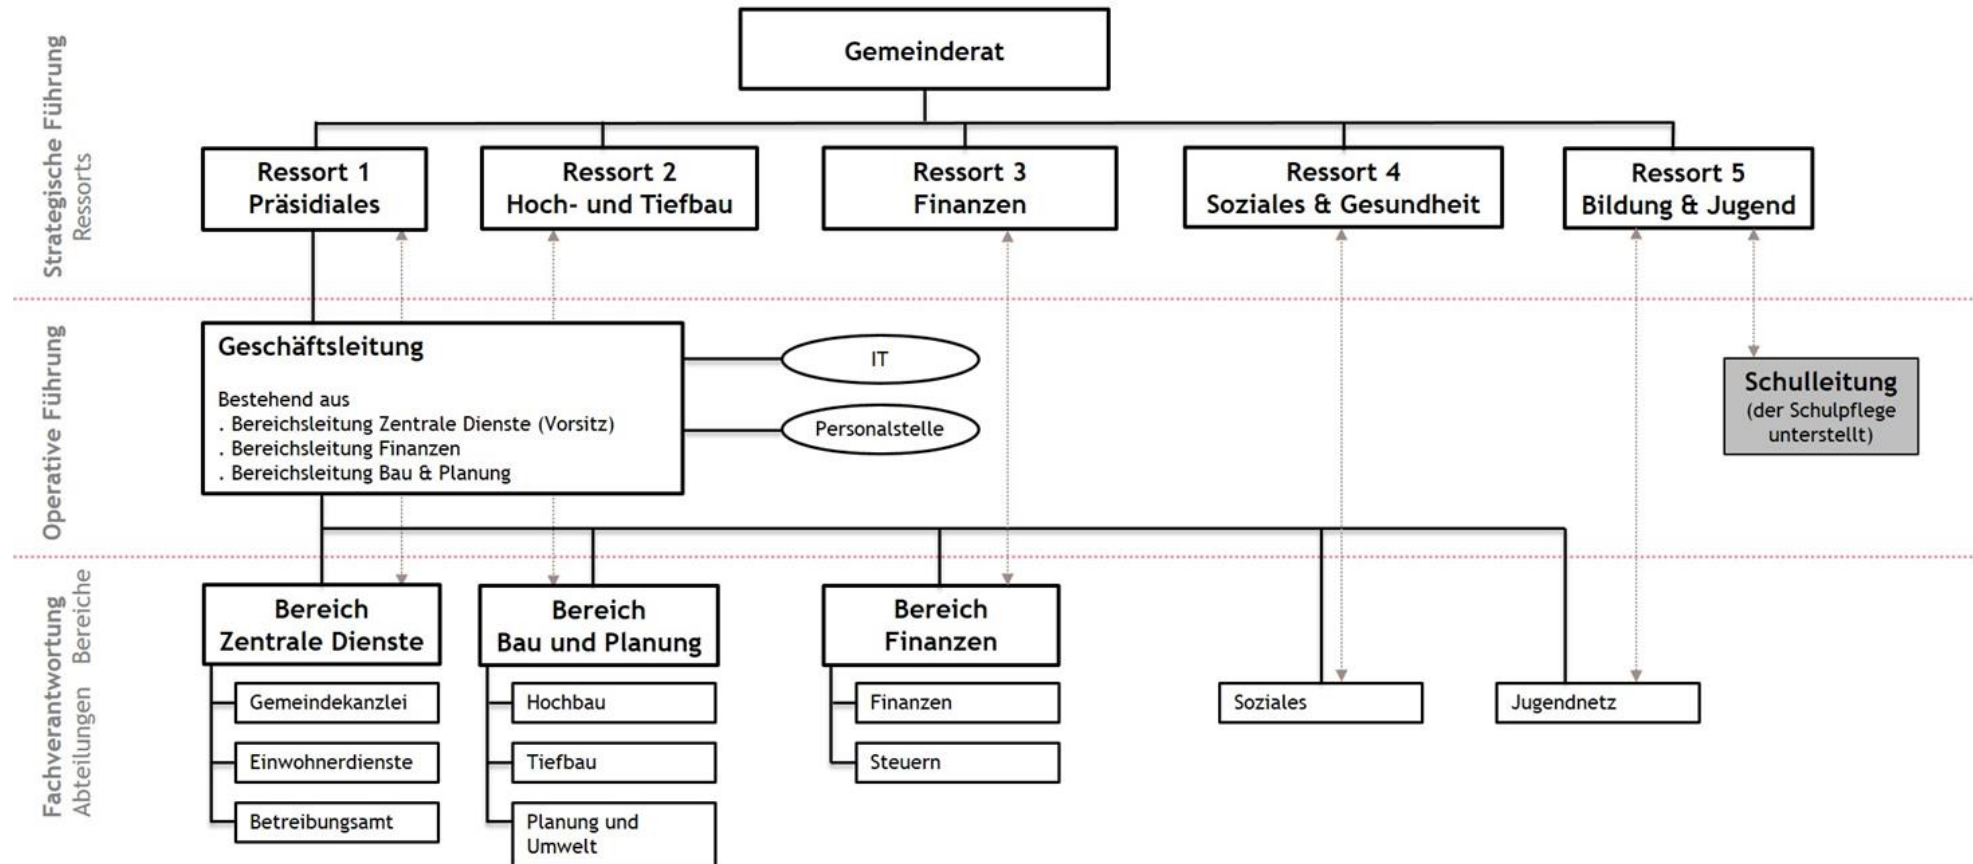 Gemeinderat
Strategische Führung
Ressorts
Ressort 1
Präsidiales
Ressort 2
Hoch- und Tiefbau
Ressort 3
Finanzen
Ressort 4
Soziales & Gesundheit
Ressort 5
Bildung & Jugend
Operative Führung
Geschäftsleitung
Bestehend aus
. Bereichsleitung Zentrale Dienste (Vorsitz)
. Bereichsleitung Finanzen
. Bereichsleitung Bau & Planung
IT
Personalstelle
Schulleitung
(der Schulpflege
unterstellt)
Fachverantwortung
Abteilungen Bereiche
Bereich
Zentrale Dienste
Gemeindekanzlei
Einwohnerdienste
Betreibungsamt
Bereich
Bau und Planung
Hochbau
Tiefbau
Planung und
Umwelt
Bereich
Finanzen
Finanzen
Steuern
Soziales
Jugendnetz